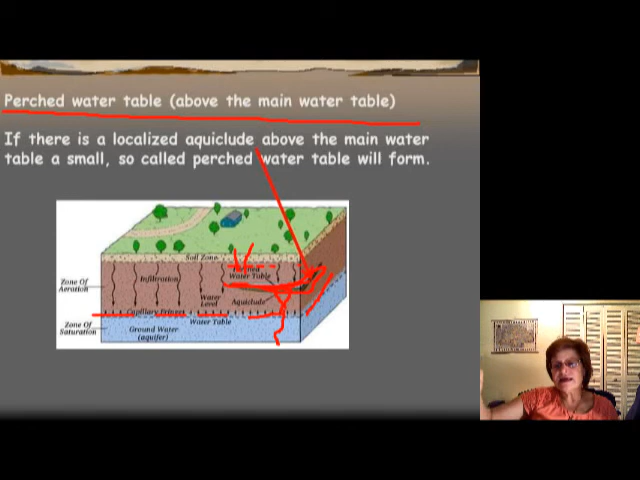 Perched water table (above the main water table)
If there is a localized aquiclude above the main water
table a small, so called perched water table will form.
Soil Zone
Water Table
Zone Of
Aeration
Infiltration
Water
Level
Aquiclude
Capillary Fringes
Water Table
Zone Of
Saturation
Ground Water
(aquifer)